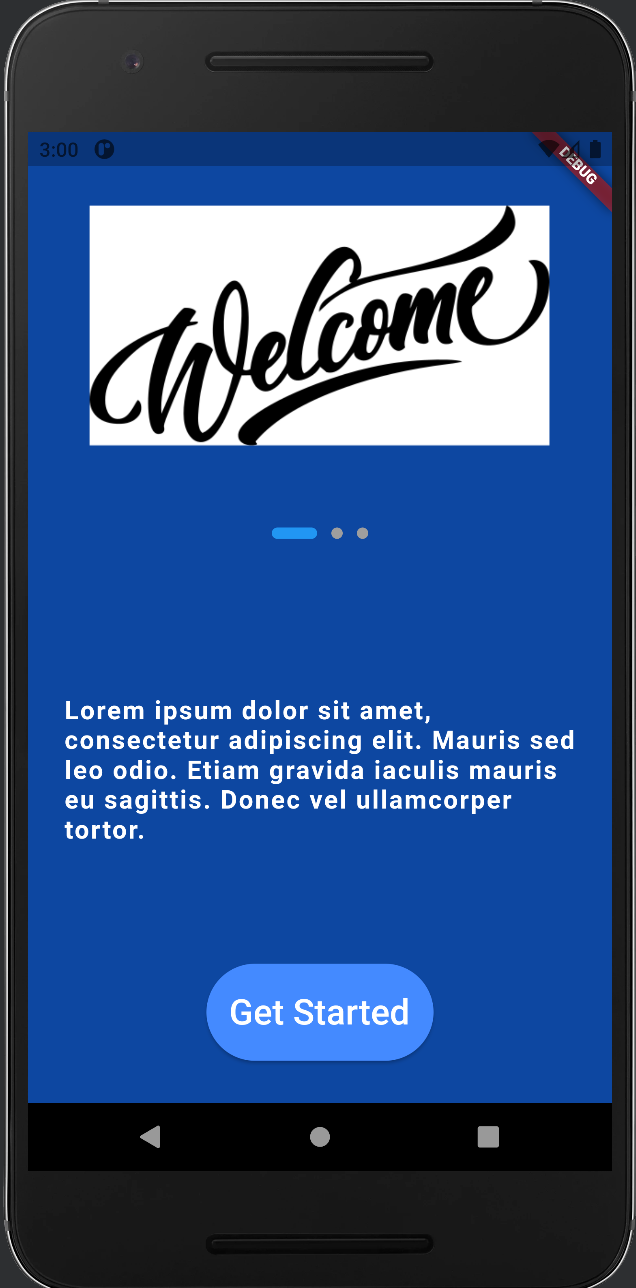 3:00
DEBUG
Welcome
Lorem ipsum dolor sit amet,
consectetur adipiscing elit. Mauris sed
leo odio. Etiam gravida iaculis mauris
eu sagittis. Donec vel ullamcorper
tortor.
Get Started